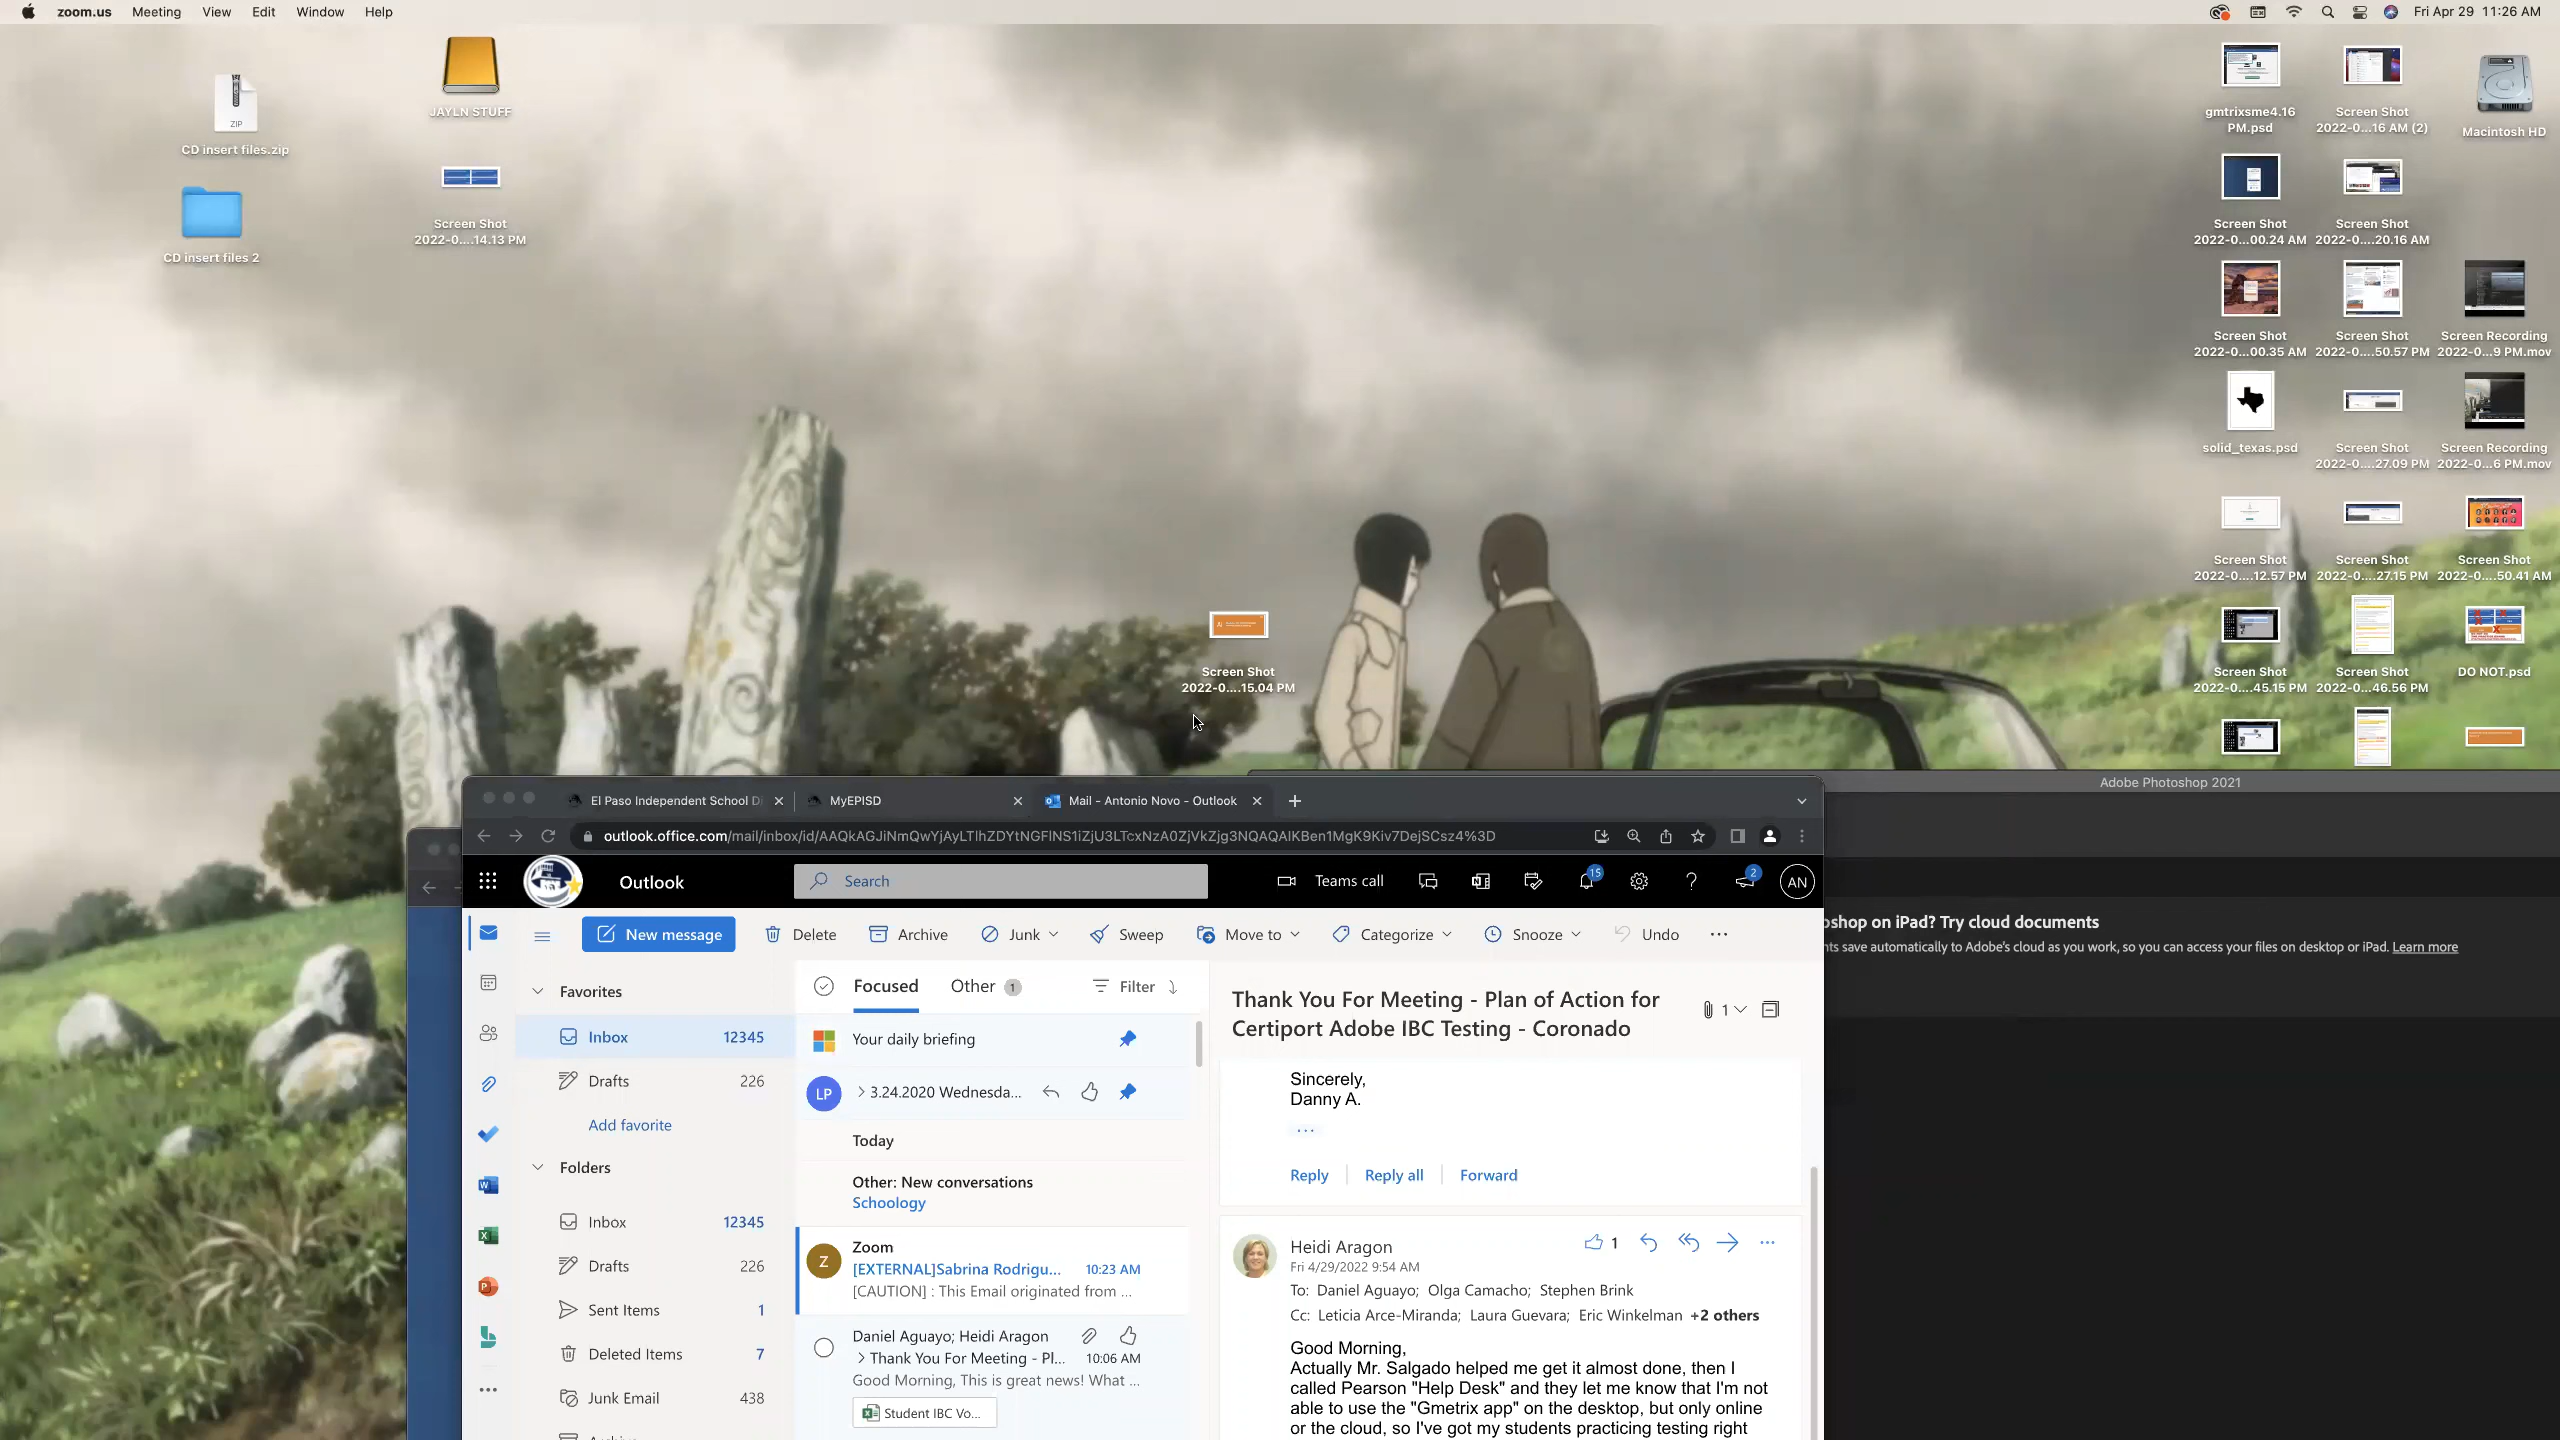 zoom.us Meeting View Edit Window Help
Fri Apr 29 11:26 AM
ZIP
CD insert files.zip
CD insert files 2
JAYLN STUFF
Screen Shot
2022-0....14.13 PM
gmtrixsme4.16
PM.psd
Screen Shot
2022-0...16 AM (2)
Macintosh HD
Screen Shot
2022-0...00.24 AM
Screen Shot
2022-0....20.16 AM
Screen Shot
2022-0...00.35 AM
Screen Shot
2022-0....50.57 PM
Screen Recording
2022-0...9 PM.mov
solid_texas.psd
Screen Shot
2022-0....27.09 PM
Screen Recording
2022-0...6 PM.mov
Screen Shot
2022-0....12.57 PM
Screen Shot
2022-0....27.15 PM
Screen Shot
2022-0....50.41 AM
Screen Shot
2022-0....45.15 PM
Screen Shot
2022-0...46.56 PM
DO NOT.psd
Screen Shot
2022-0....15.04 PM
Adobe Photoshop 2021
El Paso Independent School Di
MyEPISD
Mail - Antonio Novo - Outlook
outlook.office.com/mail/inbox/id/AAQkAGJiNmQwYjAyLTlhZDYtNGFlNS1iZjU3LTcxNzA0ZjVkZjg3NQAQAIKBen1MgK9Kiv7DejSCsz4%3D
Outlook
Search
Teams call
15
2
AN
New message
Delete
Archive
Junk
Sweep
Move to
Categorize
Snooze
Undo
Favorites
Inbox 12345
Drafts 226
Add favorite
Folders
Inbox 12345
Drafts 226
Sent Items 1
Deleted Items 7
Junk Email 438
Focused
Other 1
Filter
Your daily briefing
LP
3.24.2020 Wednesda...
Today
Other: New conversations
Schoology
Z
Zoom
[EXTERNAL]Sabrina Rodrigu... 10:23 AM
[CAUTION] : This Email originated from ...
Daniel Aguayo; Heidi Aragon
Thank You For Meeting - Pl... 10:06 AM
Good Morning, This is great news! What ...
Student IBC Vo...
Thank You For Meeting - Plan of Action for
Certiport Adobe IBC Testing - Coronado
1
Sincerely,
Danny A.
Reply
Reply all
Forward
Heidi Aragon
1
Fri 4/29/2022 9:54 AM
To: Daniel Aguayo; Olga Camacho; Stephen Brink
Cc: Leticia Arce-Miranda; Laura Guevara; Eric Winkelman +2 others
Good Morning,
Actually Mr. Salgado helped me get it almost done, then I
called Pearson "Help Desk" and they let me know that I'm not
able to use the "Gmetrix app" on the desktop, but only online
or the cloud, so I've got my students practicing testing right
oshop on iPad? Try cloud documents
nts save automatically to Adobe's cloud as you work, so you can access your files on desktop or iPad. Learn more